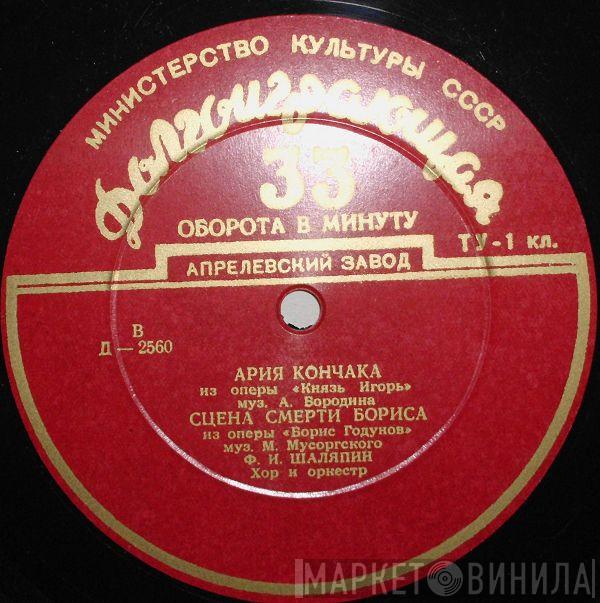 МИНИСТЕРСТВО КУЛЬТУРЫ СССР
Долгоиграющая
33
ОБОРОТА В МИНУТУ
ТУ-1 кл.
АПРЕЛЕВСКИЙ ЗАВОД
В
Д — 2560
АРИЯ КОНЧАКА
из оперы «Князь Игорь»
муз. А. Бородина
СЦЕНА СМЕРТИ БОРИСА
из оперы «Борис Годунов»
муз. М. Мусоргского
Ф. И. ШАЛЯПИН
Хор и оркестр
МАРКЕТ ВИНИЛА